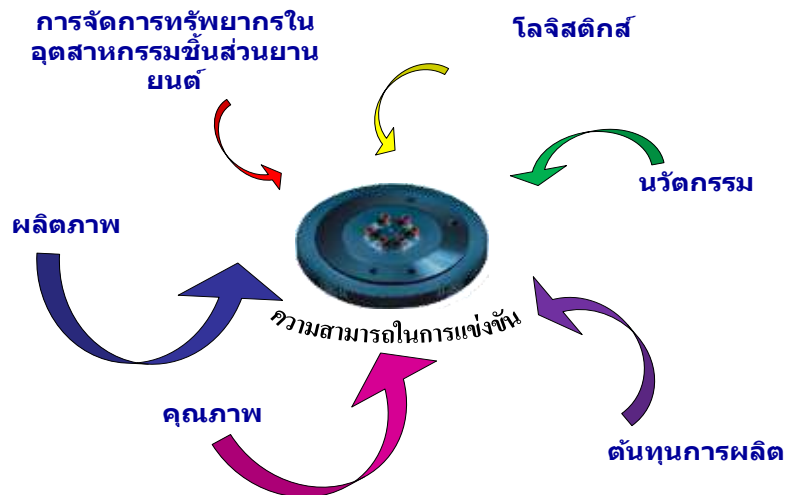 การจัดการทรัพยากรใน
อุตสาหกรรมชิ้นส่วนยาน
ยนต์
โลจิสติกส์
นวัตกรรม
ผลิตภาพ
ความสามารถในการแข่งขัน
คุณภาพ
ต้นทุนการผลิต